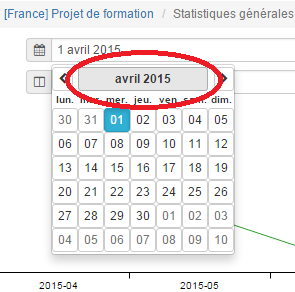 [France] Projet de formation / Statistiques générales
1 avril 2015
avril 2015
lun. mar. mer. jeu. ven. sam. dim.
30 31 01 02 03 04 05
06 07 08 09 10 11 12
13 14 15 16 17 18 19
20 21 22 23 24 25 26
27 28 29 30 01 02 03
04 05 06 07 08 09 10
2015-04 2015-05